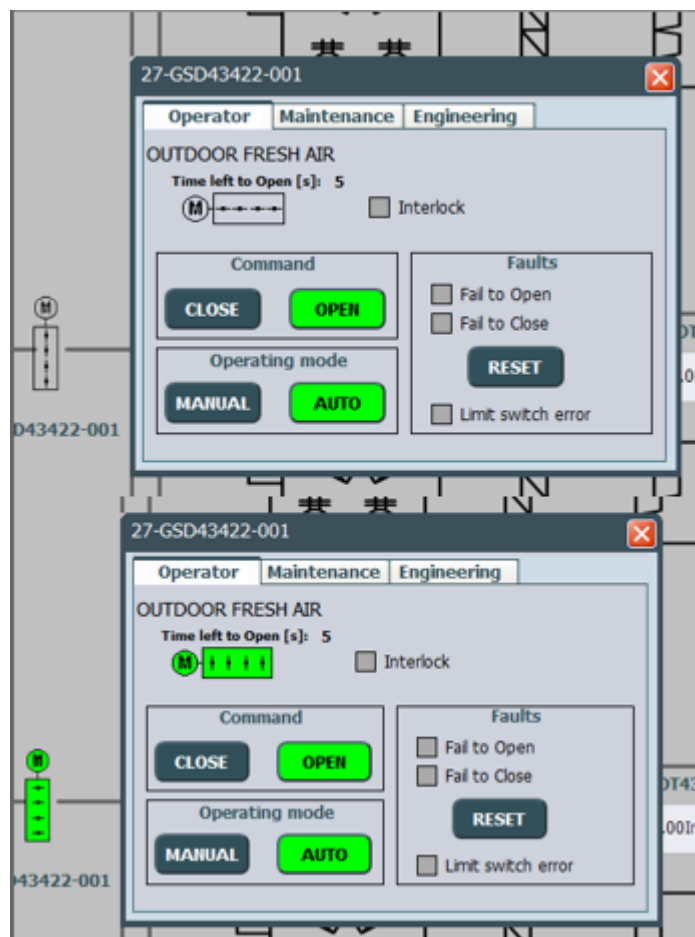 27-GSD43422-001
Operator Maintenance Engineering
OUTDOOR FRESH AIR
Time left to Open [s]: 5
M
Interlock
Command
CLOSE OPEN
Faults
Fail to Open
Fail to Close
RESET
Limit switch error
Operating mode
MANUAL AUTO
M
D43422-001
.0
27-GSD43422-001
Operator Maintenance Engineering
OUTDOOR FRESH AIR
Time left to Open [s]: 5
M
Interlock
Command
CLOSE OPEN
Faults
Fail to Open
Fail to Close
RESET
Limit switch error
Operating mode
MANUAL AUTO
M
43422-001
DT43
.00In